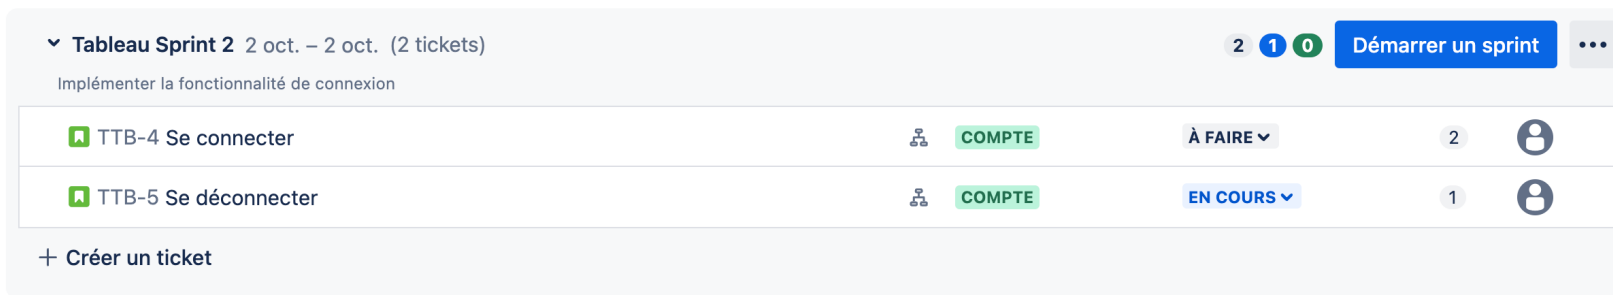 Tableau Sprint 2 2 oct. – 2 oct. (2 tickets) 2 1 0 Démarrer un sprint
Implémenter la fonctionnalité de connexion
TTB-4 Se connecter COMPTE À FAIRE 2
TTB-5 Se déconnecter COMPTE EN COURS 1
+ Créer un ticket